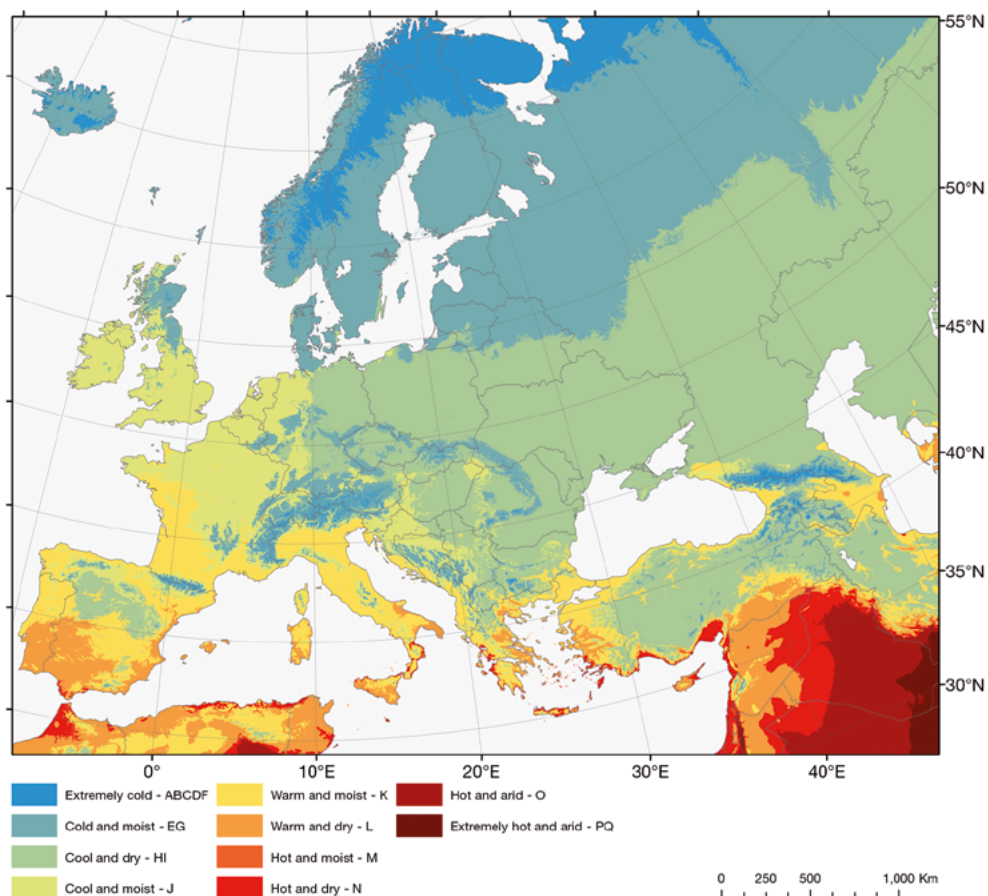 55°N
50°N
45°N
40°N
35°N
30°N
0° 10°E 20°E 30°E 40°E
Extremely cold - ABCDF
Cold and moist - EG
Cool and dry - HI
Cool and moist - J
Warm and moist - K
Warm and dry - L
Hot and moist - M
Hot and dry - N
Hot and arid - O
Extremely hot and arid - PQ
0 250 500 1,000 Km